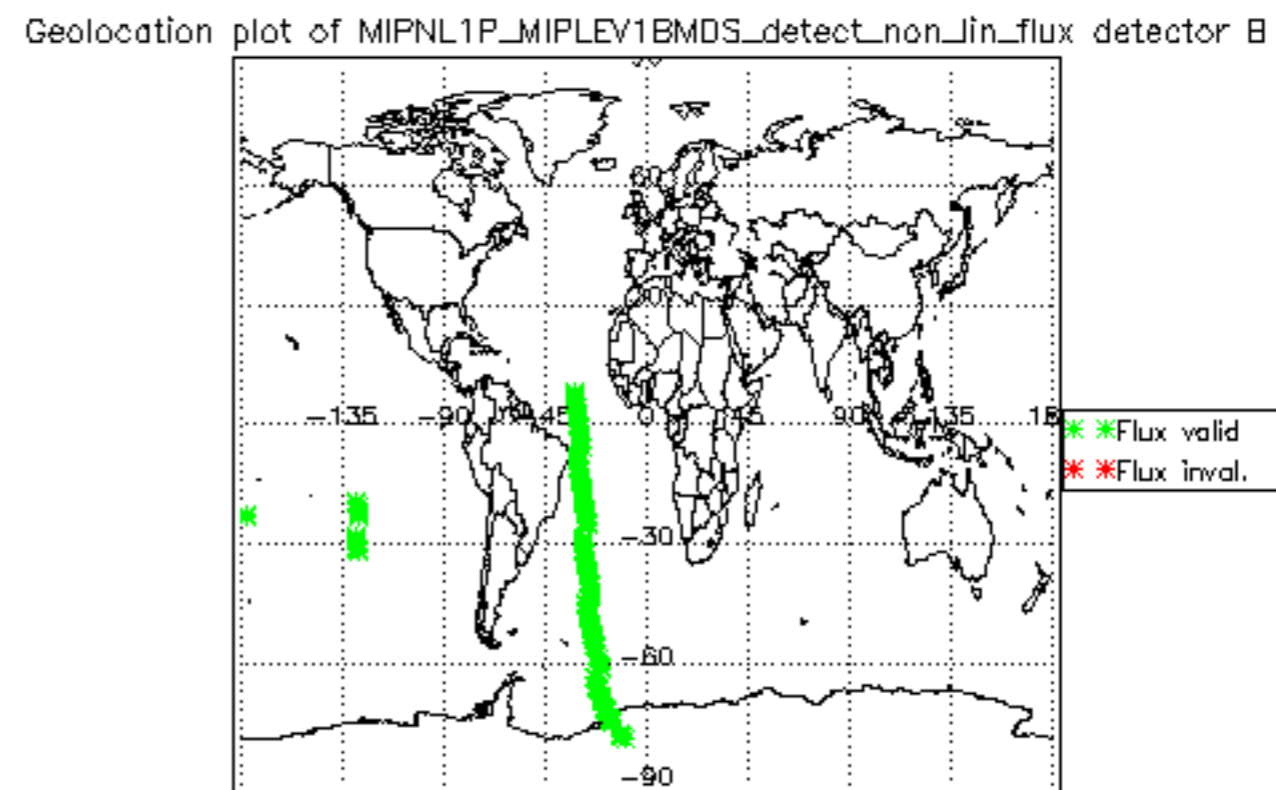 Geolocation plot of MIPNL1P_MIPLEV1BMDS_detect_non_lin_flux detector B
60
-135 -90 45 0 45 90 135
Flux valid
Flux inval.
-30
-60
-90